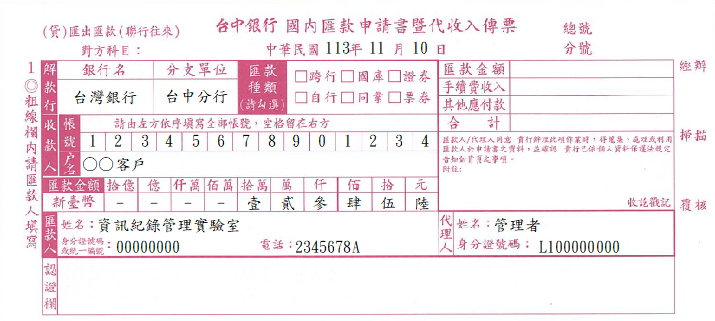 (貸)匯出匯款(聯行往來) 台中銀行 國內匯款申請書暨代收入傳票 總號
對方科目： 中華民國 113年 11 月 10 日 分號
1◎粗線欄內請匯款人填寫
解款行 銀行名 分支單位 匯款種類(請勾選) □跨行 □國庫 □證券 匯款金額
台灣銀行 台中分行 □自行 □同業 □票券 手續費收入
其他應付款
收款人 帳號 請由左方依序填寫全部帳號，空格留在右方 合計
1 2 3 4 5 6 7 8 9 0 1 2 3 4
戶名 ○○客戶
匯款人/代理人同意 貴行辦理此項作業時，得蒐集、處理或利用
匯款人於申請書之資料，並確認 貴行已依個人資料保護法規定
告知如背頁之事項。
附註：
匯款金額 拾億 億 仟萬 佰萬 拾萬 萬 仟 佰 拾 元
新臺幣 － － － － 壹 貳 參 肆 伍 陸 收訖戳記
匯款人 姓名：資訊紀錄管理實驗室 代理人 姓名：管理者
身分證號碼或統一編號：00000000 電話：2345678A 身分證號碼：L100000000
認證欄
經辦
掃描
覆核